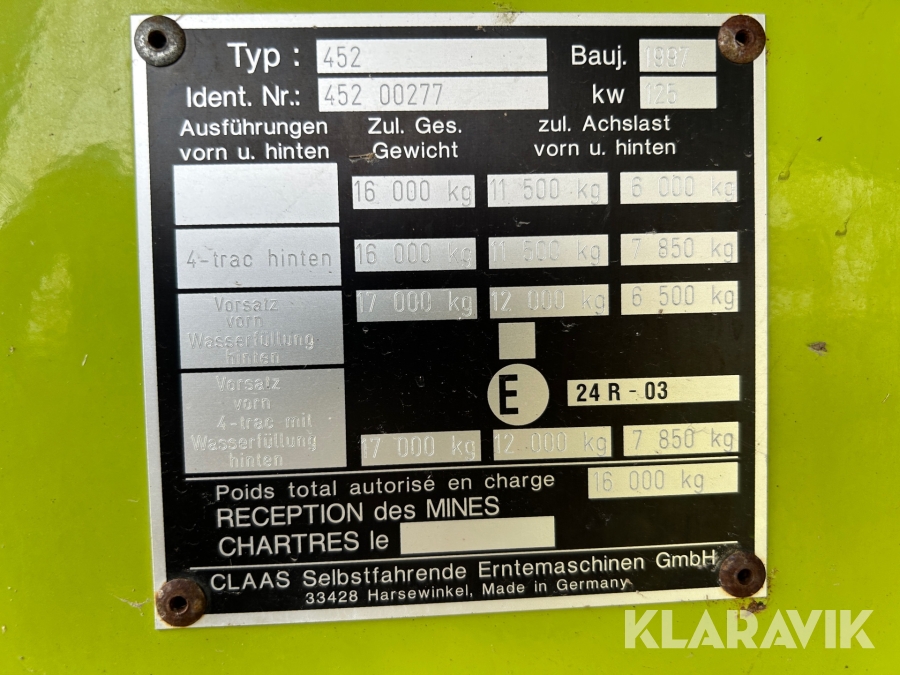 Typ : 452 Bauj. 1997
Ident. Nr.: 452 00277 kw 125
Ausführungen Zul. Ges. zul. Achslast
vorn u. hinten Gewicht vorn u. hinten
16 000 kg 11 500 kg 6 000 kg
4-trac hinten 16 000 kg 11 500 kg 7 850 kg
Vorsatz 17 000 kg 12 000 kg 6 500 kg
vorn
Wasserfüllung
hinten
Vorsatz
vorn E 24 R - 03
4-trac mit
Wasserfüllung 17 000 kg 12 000 kg 7 850 kg
hinten
Poids total autorisé en charge 16 000 kg
RECEPTION des MINES
CHARTRES le
CLAAS Selbstfahrende Erntemaschinen GmbH
33428 Harsewinkel, Made in Germany
KLARAVIK